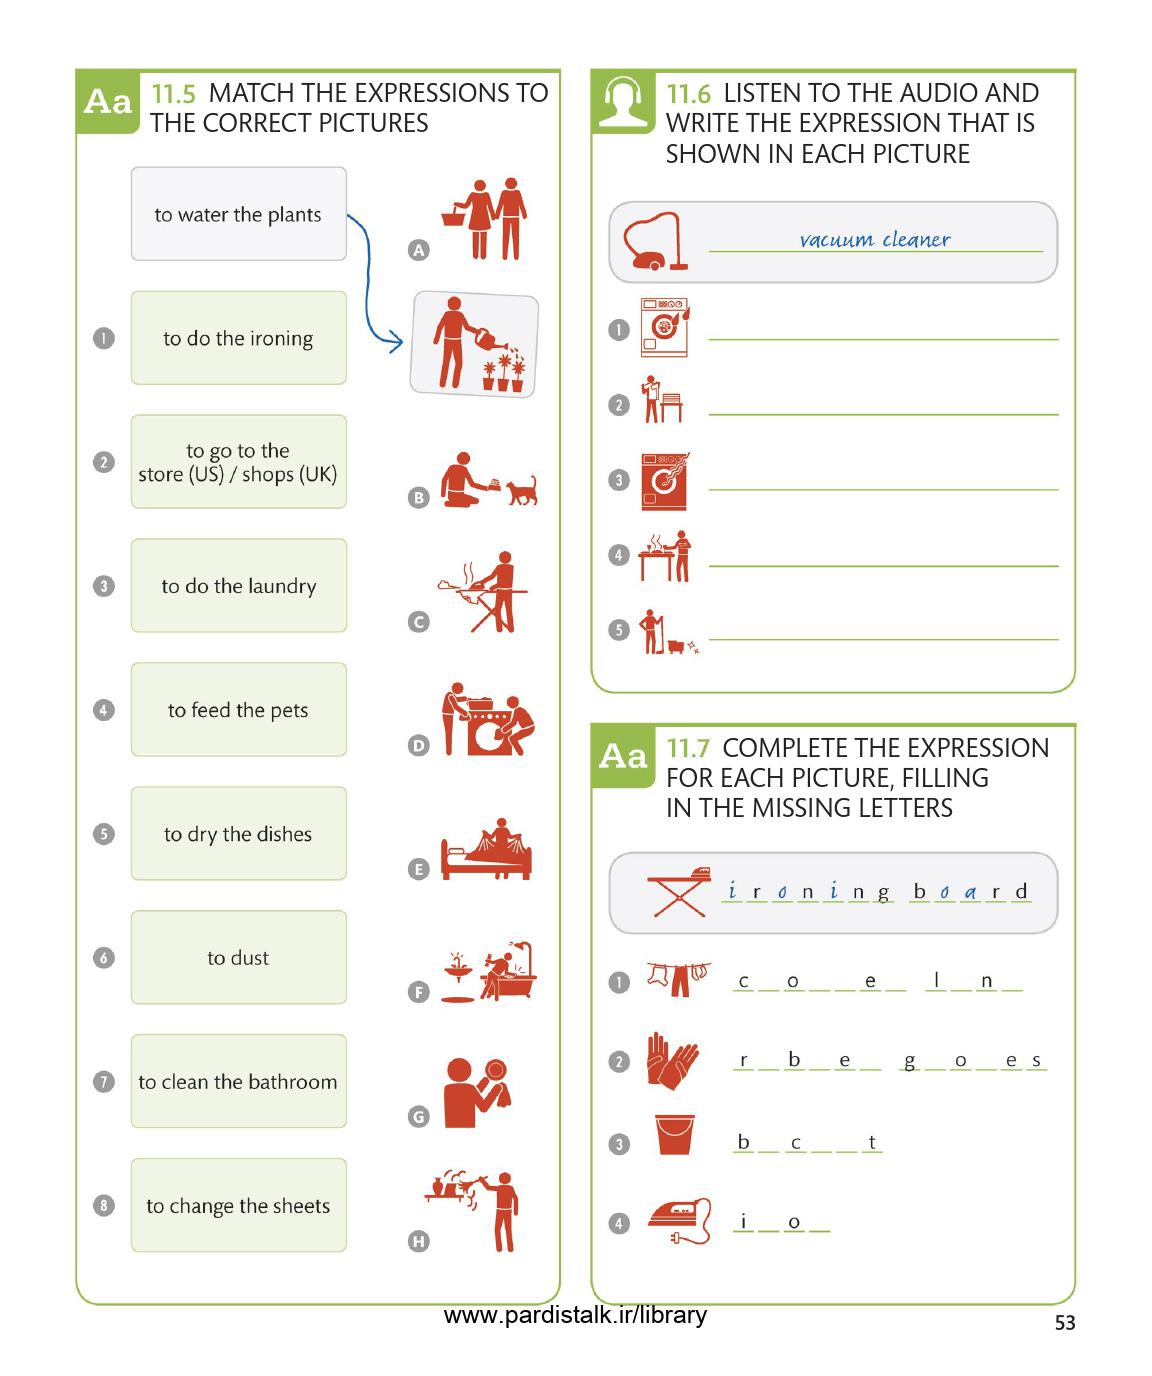 Aa 11.5 MATCH THE EXPRESSIONS TO
THE CORRECT PICTURES
to water the plants
A
1 to do the ironing
2 to go to the
store (US) / shops (UK)
B
3 to do the laundry
C
4 to feed the pets
D
5 to dry the dishes
E
6 to dust
F
7 to clean the bathroom
G
8 to change the sheets
H
11.6 LISTEN TO THE AUDIO AND
WRITE THE EXPRESSION THAT IS
SHOWN IN EACH PICTURE
vacuum cleaner
1
2
3
4
5
Aa 11.7 COMPLETE THE EXPRESSION
FOR EACH PICTURE, FILLING
IN THE MISSING LETTERS
ironing board
1 c _ o _ _ e _ l _ n _
2 r _ b _ e _ g _ o _ e s
3 b _ c _ _ t
4 i _ o _
www.pardistalk.ir/library
53